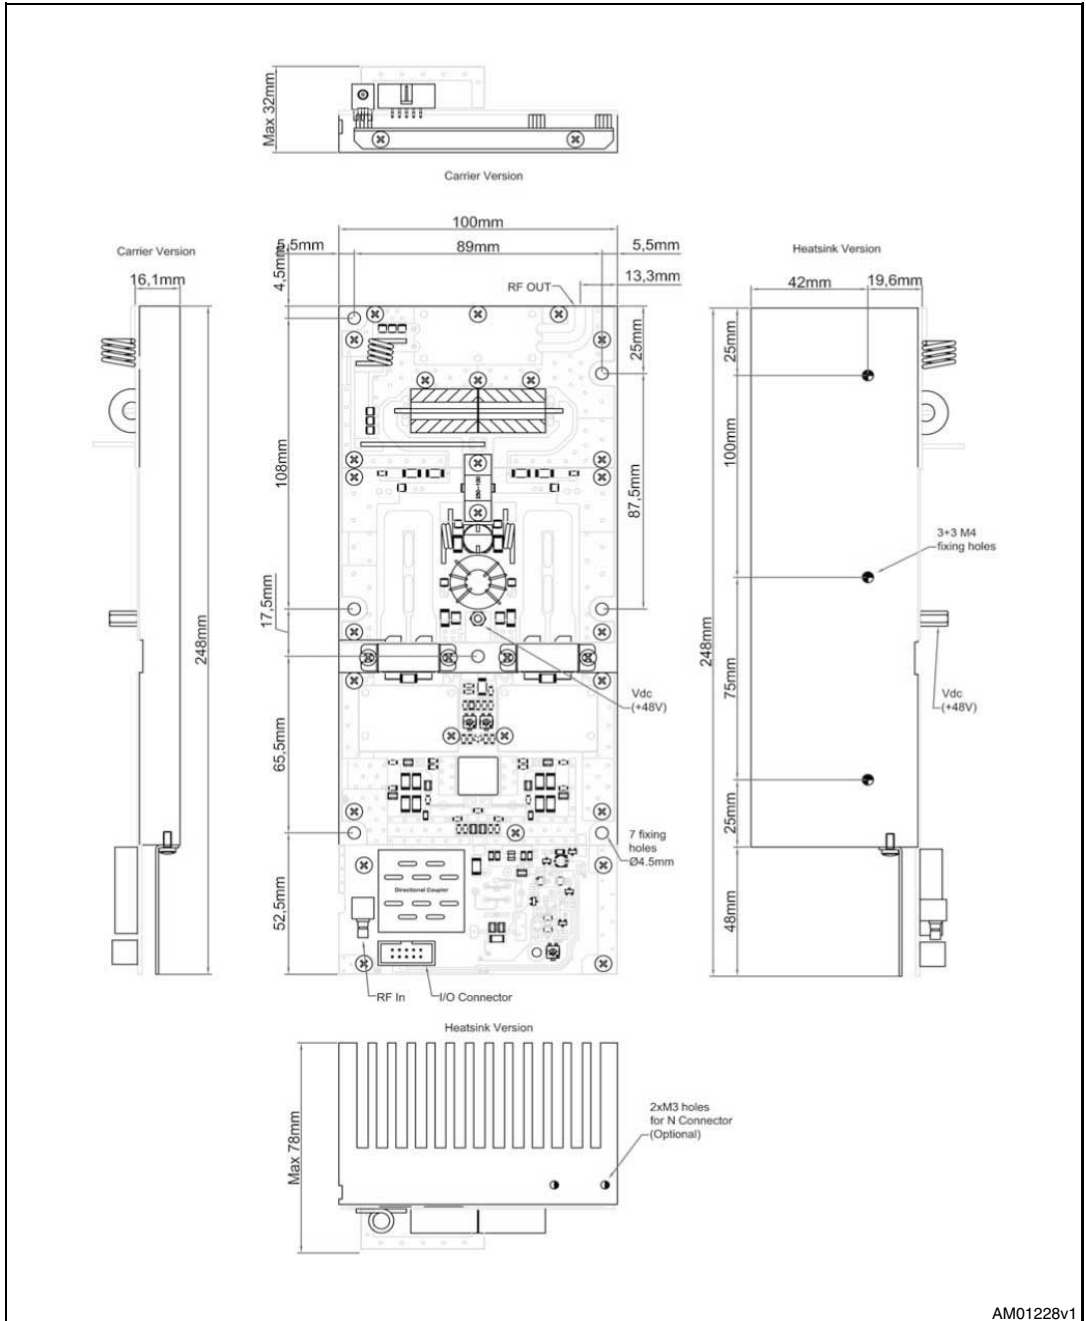 Max 32mm
Carrier Version
100mm
5,5mm
89mm
5,5mm
4,5mm
13,3mm
RF OUT
Carrier Version
16,1mm
Heatsink Version
42mm
19,6mm
25mm
25mm
108mm
87,5mm
100mm
3+3 M4
fixing holes
17,5mm
248mm
248mm
75mm
Vdc
(+48V)
Vdc
(+48V)
65,5mm
25mm
7 fixing
holes
Ø4.5mm
Directional Coupler
52,5mm
48mm
RF In
I/O Connector
Heatsink Version
Max 78mm
2xM3 holes
for N Connector
(Optional)
AM01228v1